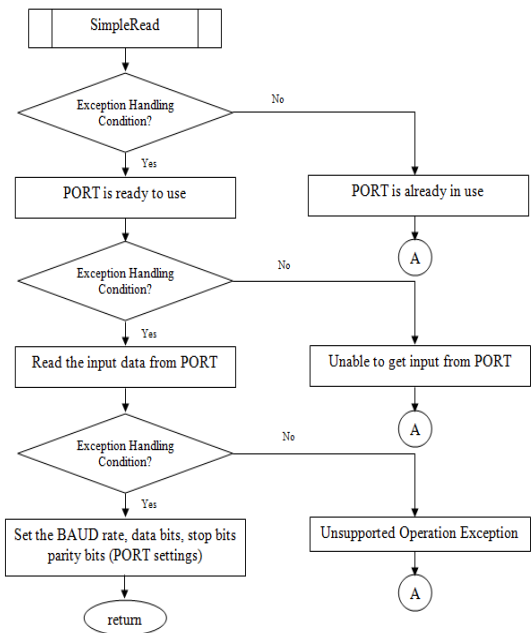 SimpleRead
Exception Handling
Condition?
No
Yes
PORT is ready to use
PORT is already in use
A
Exception Handling
Condition?
No
Yes
Read the input data from PORT
Unable to get input from PORT
A
Exception Handling
Condition?
No
Yes
Set the BAUD rate, data bits, stop bits
parity bits (PORT settings)
Unsupported Operation Exception
A
return